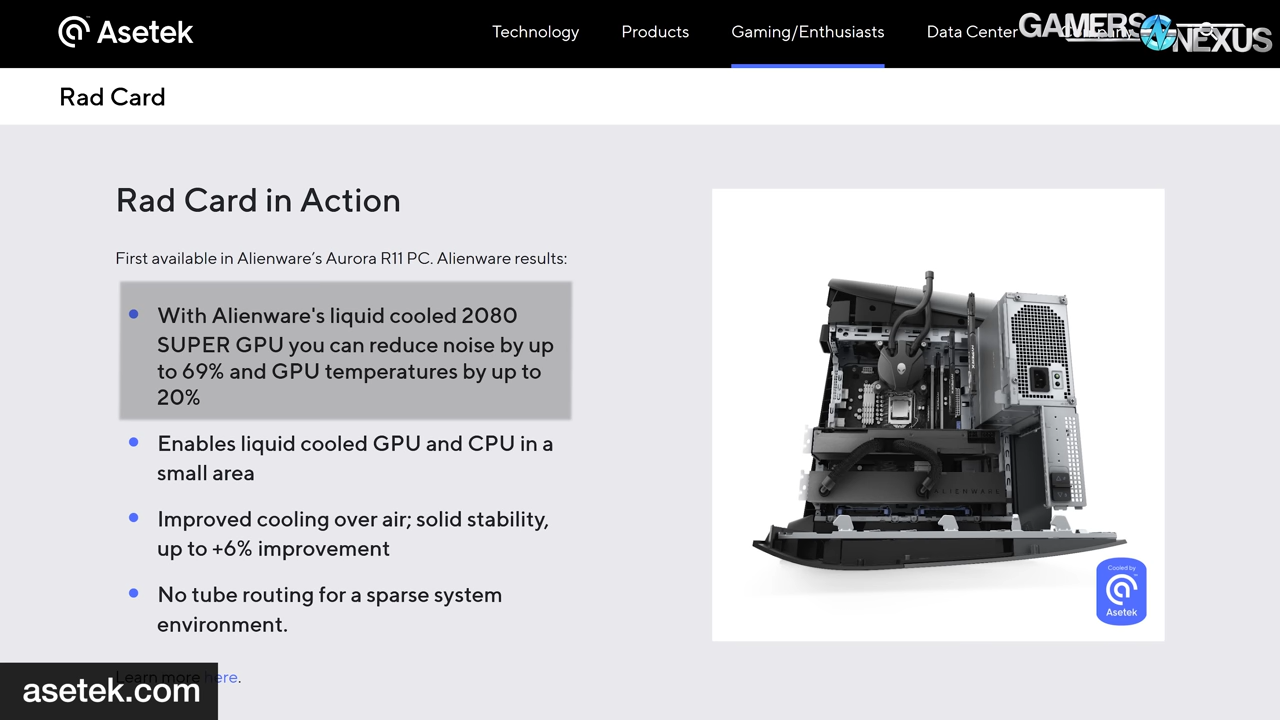 Asetek
Technology
Products
Gaming/Enthusiasts
Data Center
Company
GAMERS NEXUS
Rad Card
Rad Card in Action
First available in Alienware’s Aurora R11 PC. Alienware results:
With Alienware's liquid cooled 2080
SUPER GPU you can reduce noise by up
to 69% and GPU temperatures by up to
20%
Enables liquid cooled GPU and CPU in a
small area
Improved cooling over air; solid stability,
up to +6% improvement
No tube routing for a sparse system
environment.
Learn more here.
ALIENWARE
Cooled by
Asetek
asetek.com